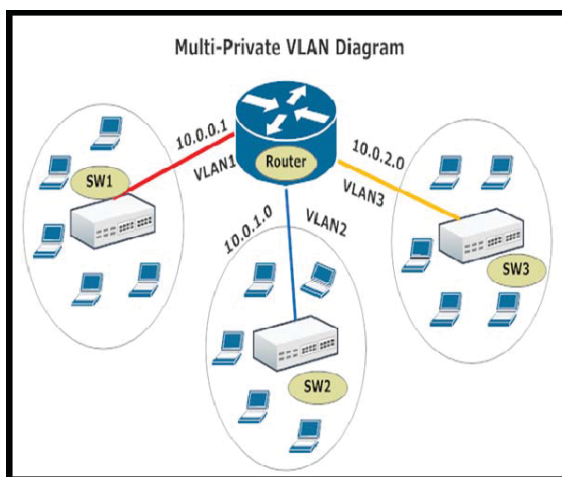 Multi-Private VLAN Diagram
10.0.0.1
VLAN1
Router
10.0.2.0
VLAN3
SW1
10.0.1.0
VLAN2
SW3
SW2